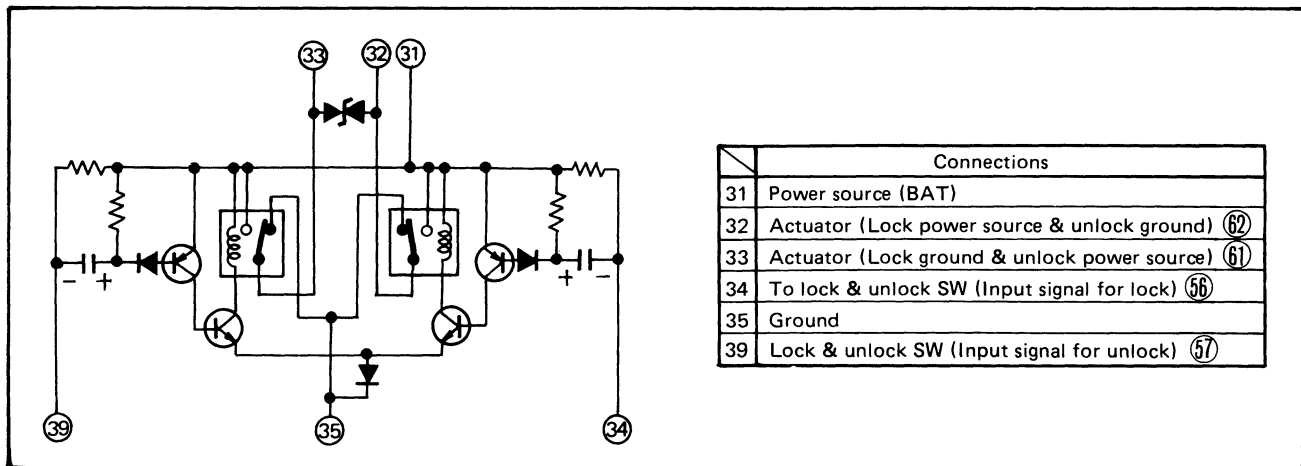 33 32 31
- +
+ -
39 35 34
Connections
31 Power source (BAT)
32 Actuator (Lock power source & unlock ground) 62
33 Actuator (Lock ground & unlock power source) 61
34 To lock & unlock SW (Input signal for lock) 56
35 Ground
39 Lock & unlock SW (Input signal for unlock) 57